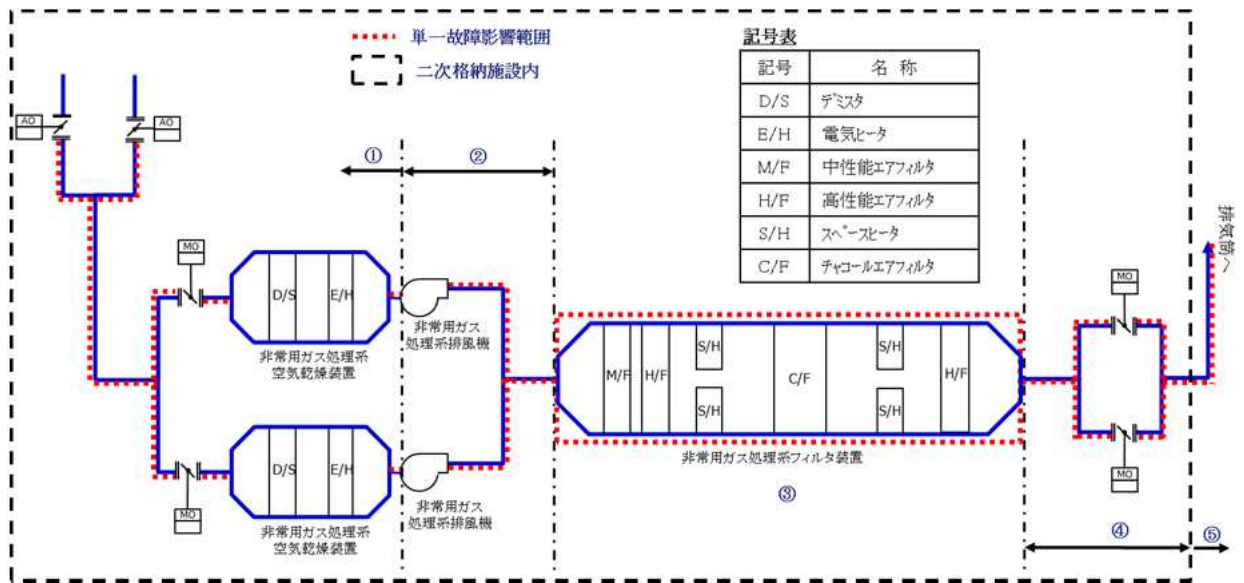 単一故障影響範囲
二次格納施設内
記号表
記号 名称
D/S デミスタ
E/H 電気ヒータ
M/F 中性能エアフィルタ
H/F 高性能エアフィルタ
S/H スペースヒータ
C/F チャコールエアフィルタ
AO
AO
①
②
排気筒へ
MO
D/S
E/H
非常用ガス処理系
空気乾燥装置
非常用ガス
処理系排風機
MO
M/F
H/F
S/H
S/H
C/F
S/H
S/H
H/F
非常用ガス処理系フィルタ装置
③
D/S
E/H
MO
非常用ガス処理系
空気乾燥装置
非常用ガス
処理系排風機
MO
④
⑤